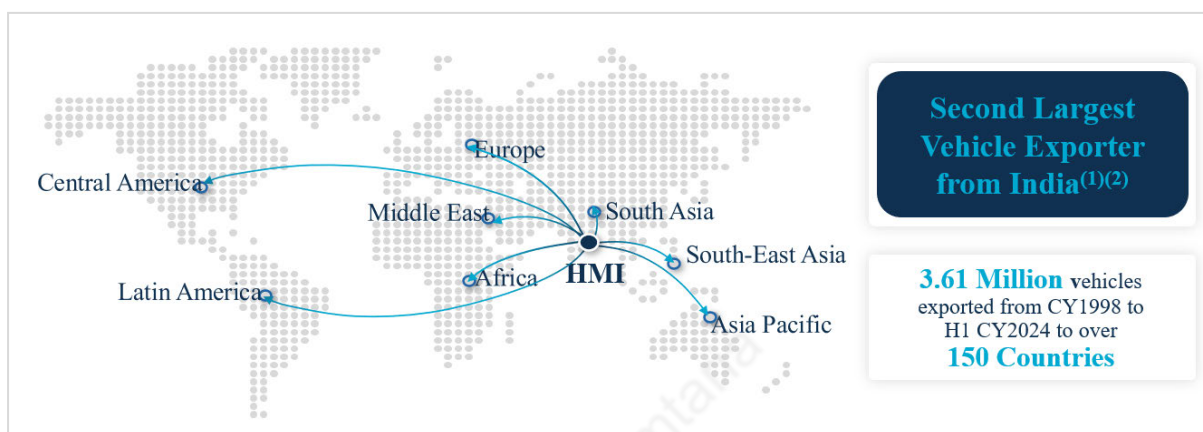 Europe
Central America
Middle East
South Asia
HMI
South-East Asia
Africa
Latin America
Asia Pacific
Second Largest
Vehicle Exporter
from India(1)(2)
3.61 Million vehicles
exported from CY1998 to
H1 CY2024 to over
150 Countries